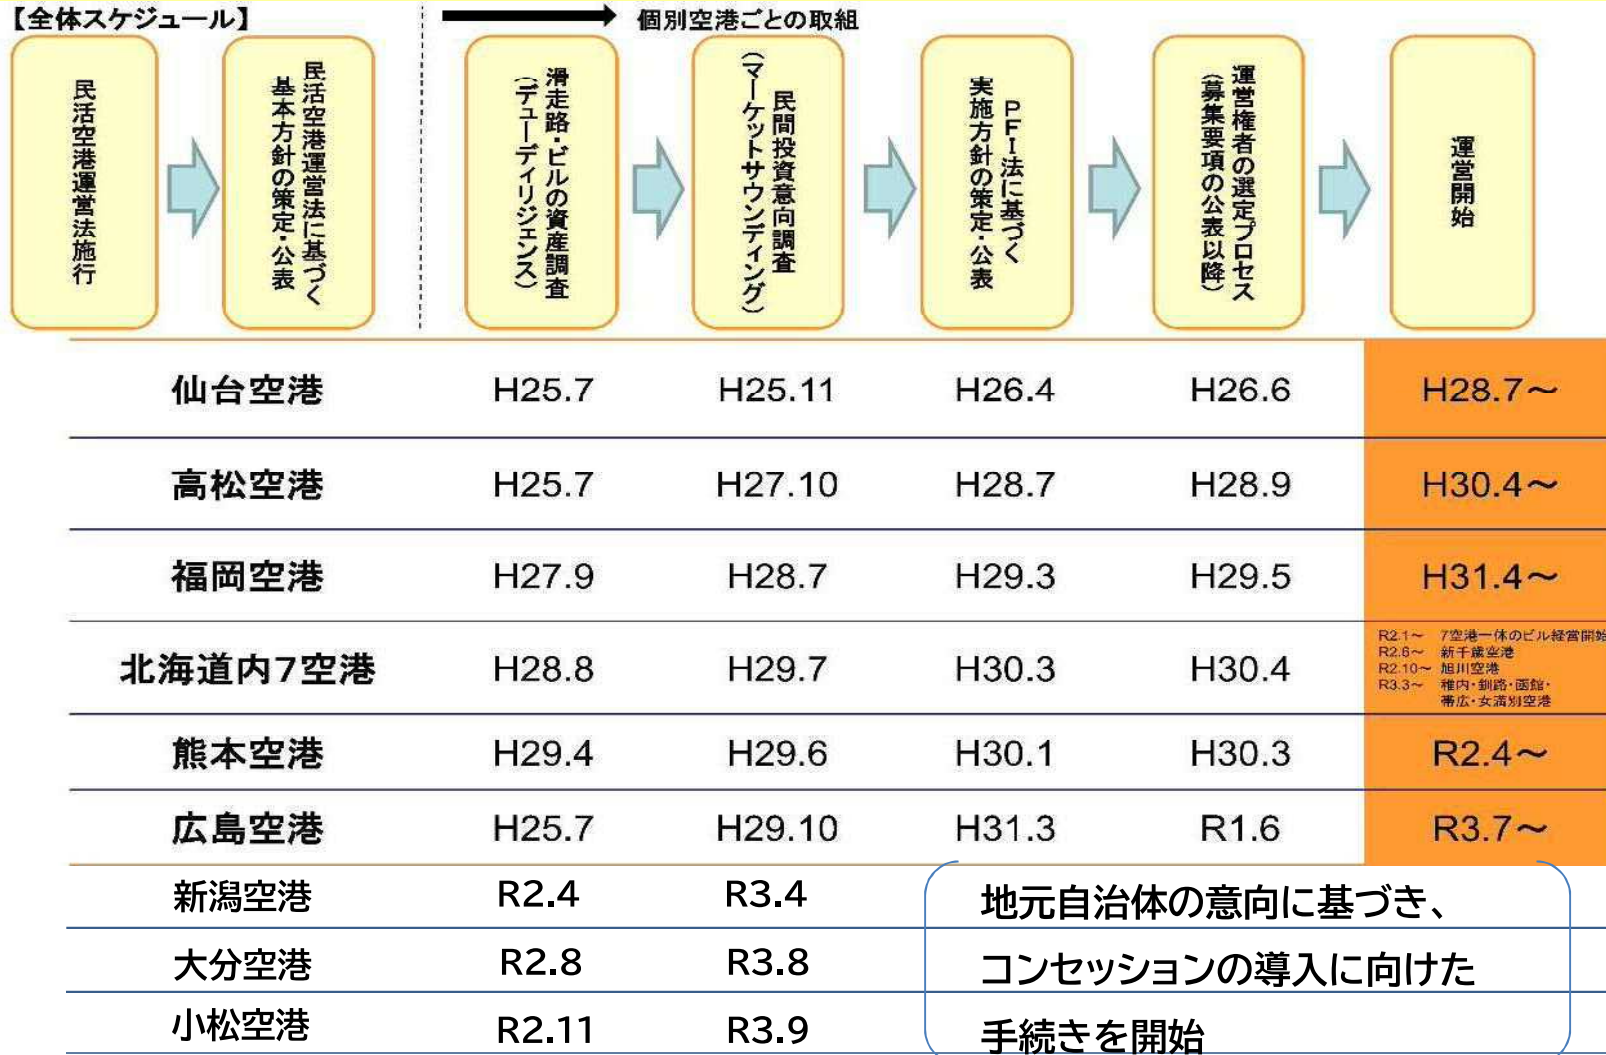 【全体スケジュール】
個別空港ごとの取組
民活空港運営法施行
民活空港運営法に基づく
基本方針の策定・公表
滑走路・ビルの資産調査
（デューディリジェンス）
民間投資意向調査
（マーケットサウンディング）
ＰＦＩ法に基づく
実施方針の策定・公表
運営権者の選定プロセス
（募集要項の公表以降）
運営開始
仙台空港 H25.7 H25.11 H26.4 H26.6 H28.7～
高松空港 H25.7 H27.10 H28.7 H28.9 H30.4～
福岡空港 H27.9 H28.7 H29.3 H29.5 H31.4～
北海道内7空港 H28.8 H29.7 H30.3 H30.4
R2.1～ 7空港一体のビル経営開始
R2.6～ 新千歳空港
R2.10～ 旭川空港
R3.3～ 稚内・釧路・函館・
帯広・女満別空港
熊本空港 H29.4 H29.6 H30.1 H30.3 R2.4～
広島空港 H25.7 H29.10 H31.3 R1.6 R3.7～
新潟空港 R2.4 R3.4
大分空港 R2.8 R3.8
小松空港 R2.11 R3.9
地元自治体の意向に基づき、
コンセッションの導入に向けた
手続きを開始